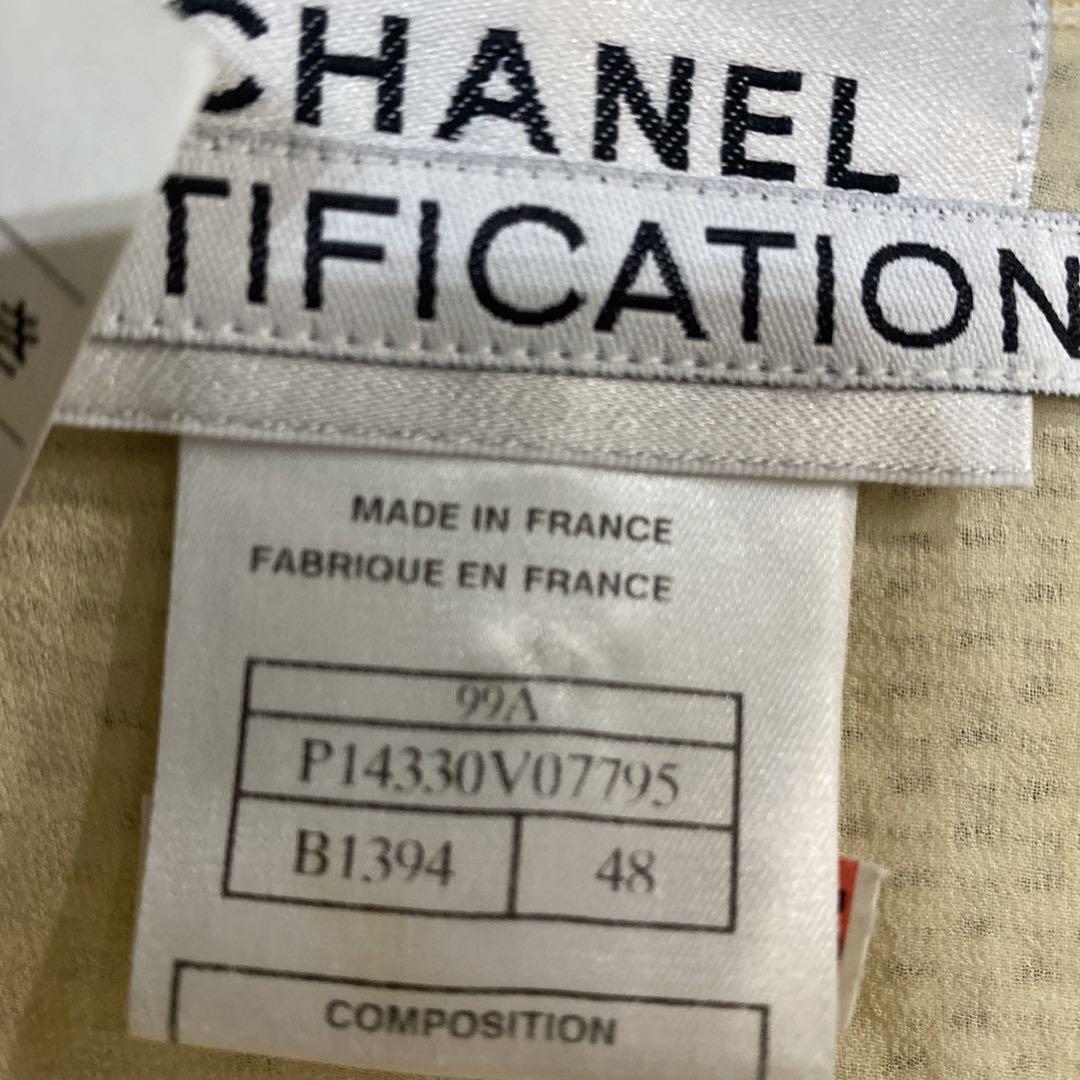 CHANEL
TIFICATION
MADE IN FRANCE
FABRIQUE EN FRANCE
99A
P14330V07795
B1394 48
COMPOSITION